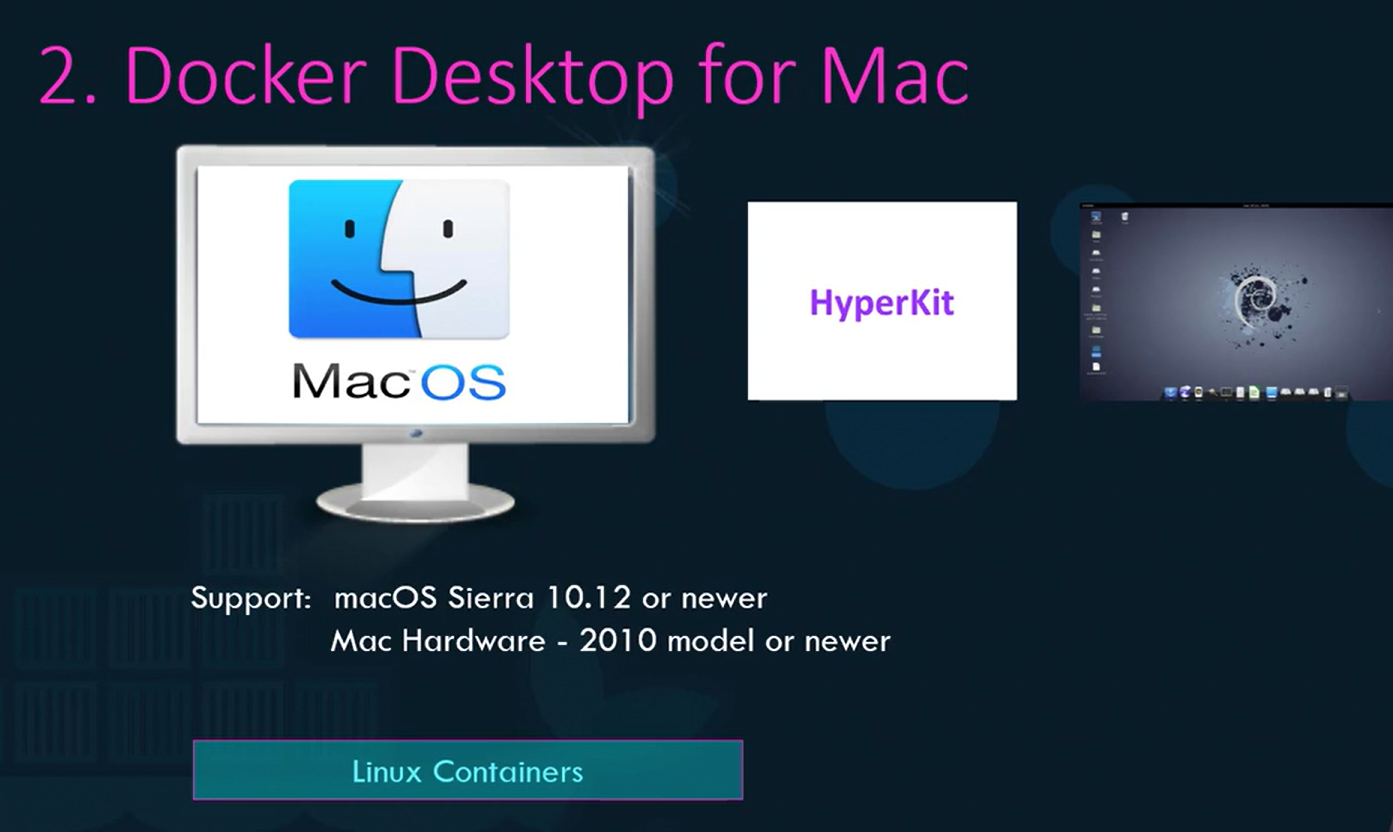 2. Docker Desktop for Mac
Mac™OS
HyperKit
Support: macOS Sierra 10.12 or newer
Mac Hardware - 2010 model or newer
Linux Containers